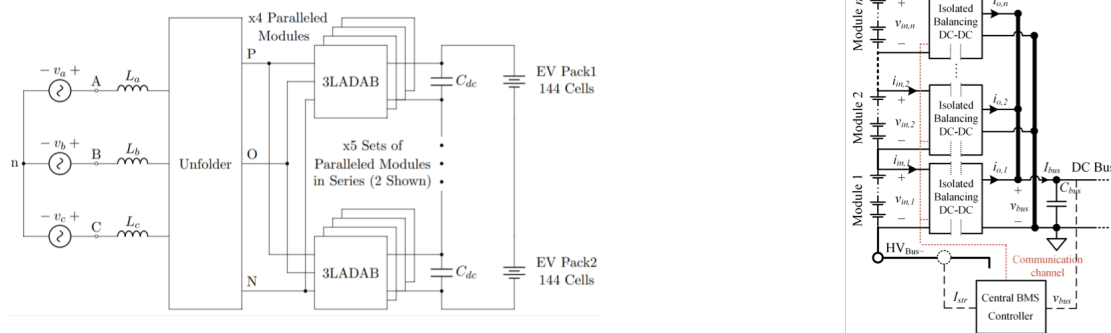 x4 Paralleled
Modules
P
3LADAB
C_dc
EV Pack1
144 Cells
− v_a +
A
L_a
− v_b +
B
L_b
n
Unfolder
O
x5 Sets of
Paralleled Modules
in Series (2 Shown)
− v_c +
C
L_c
N
3LADAB
C_dc
EV Pack2
144 Cells
Module n
+
v_in,n
−
Isolated
Balancing
DC-DC
i_o,n
Module 2
i_in,2
+
v_in,2
−
Isolated
Balancing
DC-DC
i_o,2
Module 1
i_in,1
+
v_in,1
−
Isolated
Balancing
DC-DC
i_o,1
I_bus
DC Bus
+
v_bus
−
C_bus
HV_Bus−
Communication
channel
I_str
Central BMS
Controller
v_bus